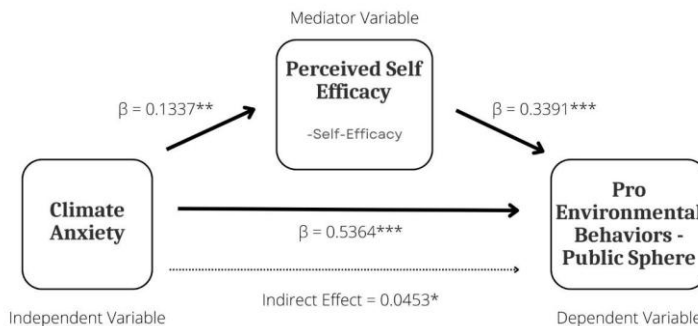 Mediator Variable
Perceived Self
Efficacy
-Self-Efficacy
β = 0.1337**
β = 0.3391***
Climate
Anxiety
β = 0.5364***
Pro
Environmental
Behaviors -
Public Sphere
Indirect Effect = 0.0453*
Independent Variable
Dependent Variable